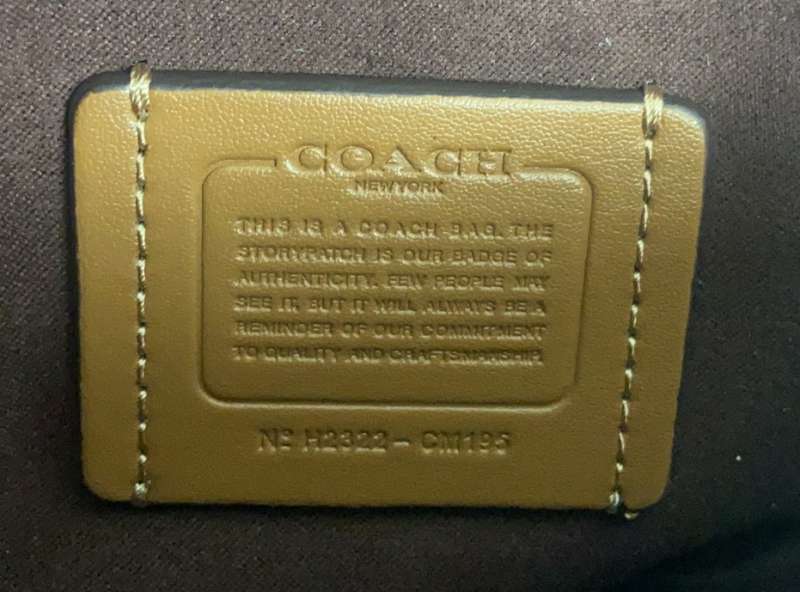 COACH
NEW YORK
THIS IS A COACH BAG. THE
STORYPATCH IS OUR BADGE OF
AUTHENTICITY. FEW PEOPLE MAY
SEE IT, BUT IT WILL ALWAYS BE A
REMINDER OF OUR COMMITMENT
TO QUALITY AND CRAFTSMANSHIP.
Nº H2322 - CM195